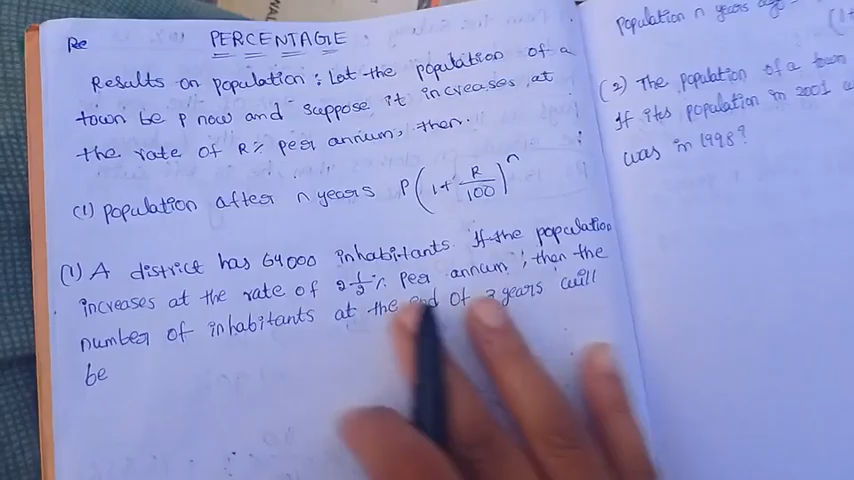 Re
PERCENTAGE
Results on population : Let the population of a
town be P now and suppose it increases at
the rate of R% per annum, then.
(1) population after n years P(1+R/100)^n
(1) A district has 64000 inhabitants. If the population
increases at the rate of 2 1/2 % per annum, then the
number of inhabitants at the end of 3 years will
be
population n years ago
(1+
(2) The population of a town
If its population in 2001
was in 1998?